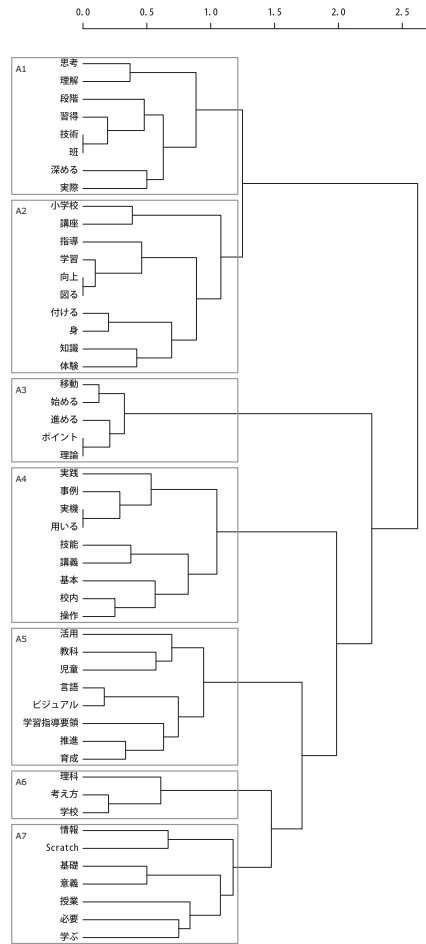 0.0 0.5 1.0 1.5 2.0 2.5
A1
思考
理解
段階
習得
技術
班
深める
実際
A2
小学校
講座
指導
学習
向上
図る
付ける
身
知識
体験
A3
移動
始める
進める
ポイント
理論
A4
実践
事例
実機
用いる
技能
講義
基本
校内
操作
A5
活用
教科
児童
言語
ビジュアル
学習指導要領
推進
育成
A6
理科
考え方
学校
A7
情報
Scratch
基礎
意義
授業
必要
学ぶ